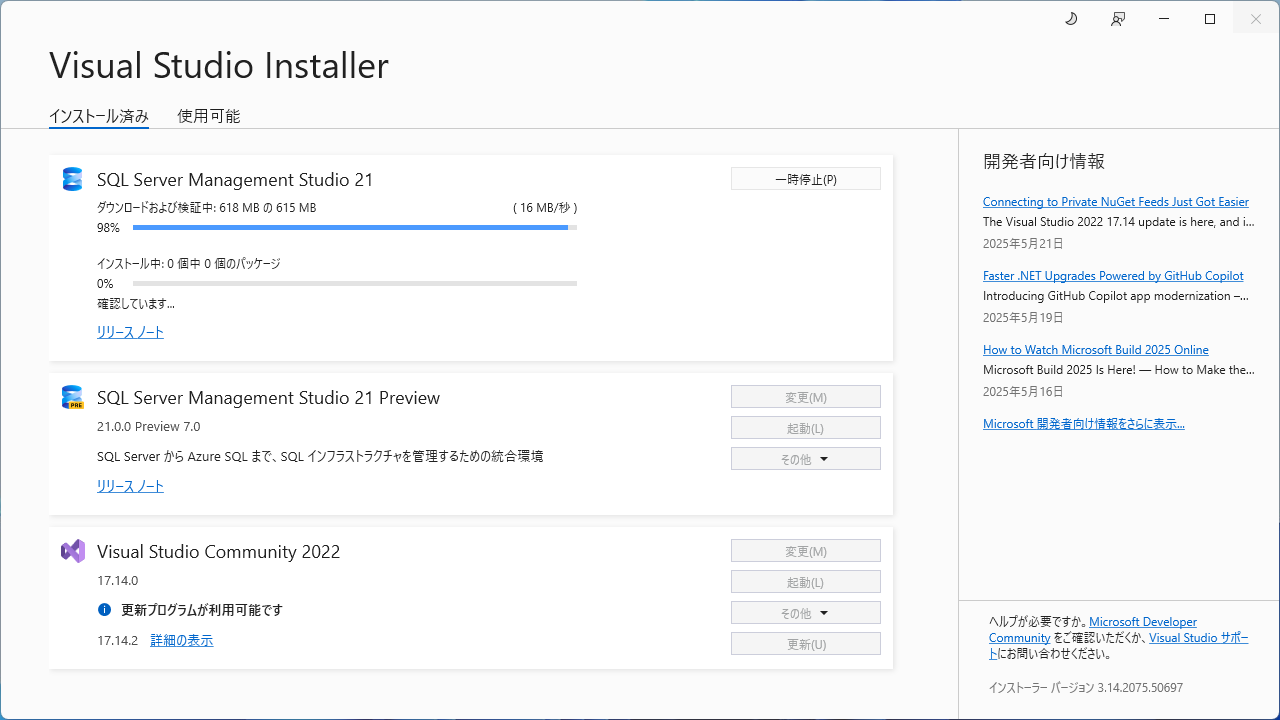 Visual Studio Installer
インストール済み
使用可能
SQL Server Management Studio 21
一時停止(P)
ダウンロードおよび検証中: 618 MB の 615 MB
( 16 MB/秒 )
98%
インストール中: 0 個中 0 個のパッケージ
0%
確認しています...
リリース ノート
SQL Server Management Studio 21 Preview
変更(M)
21.0.0 Preview 7.0
起動(L)
SQL Server から Azure SQL まで、SQL インフラストラクチャを管理するための統合環境
その他
リリース ノート
PRE
Visual Studio Community 2022
変更(M)
17.14.0
起動(L)
更新プログラムが利用可能です
その他
17.14.2 詳細の表示
更新(U)
開発者向け情報
Connecting to Private NuGet Feeds Just Got Easier
The Visual Studio 2022 17.14 update is here, and i...
2025年5月21日
Faster .NET Upgrades Powered by GitHub Copilot
Introducing GitHub Copilot app modernization –...
2025年5月19日
How to Watch Microsoft Build 2025 Online
Microsoft Build 2025 Is Here! — How to Make the...
2025年5月16日
Microsoft 開発者向け情報をさらに表示...
ヘルプが必要ですか。Microsoft Developer
Community をご確認いただくか、Visual Studio サポー
トにお問い合わせください。
インストーラー バージョン 3.14.2075.50697